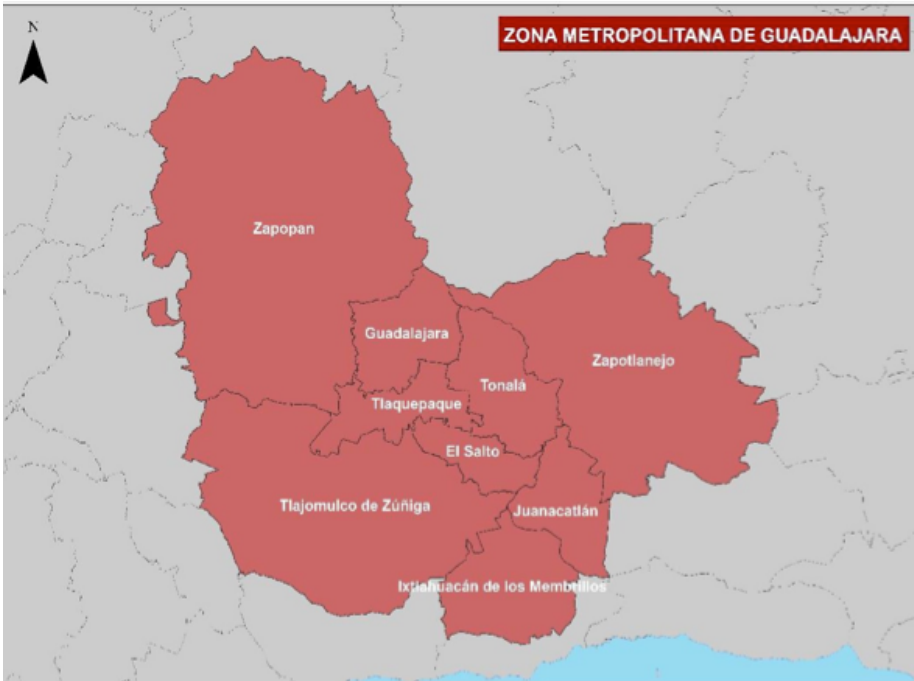 N
ZONA METROPOLITANA DE GUADALAJARA
Zapopan
Guadalajara
Zapotlanejo
Tonalá
Tlaquepaque
El Salto
Tlajomulco de Zúñiga
Juanacatlán
Ixtlahuacán de los Membrillos